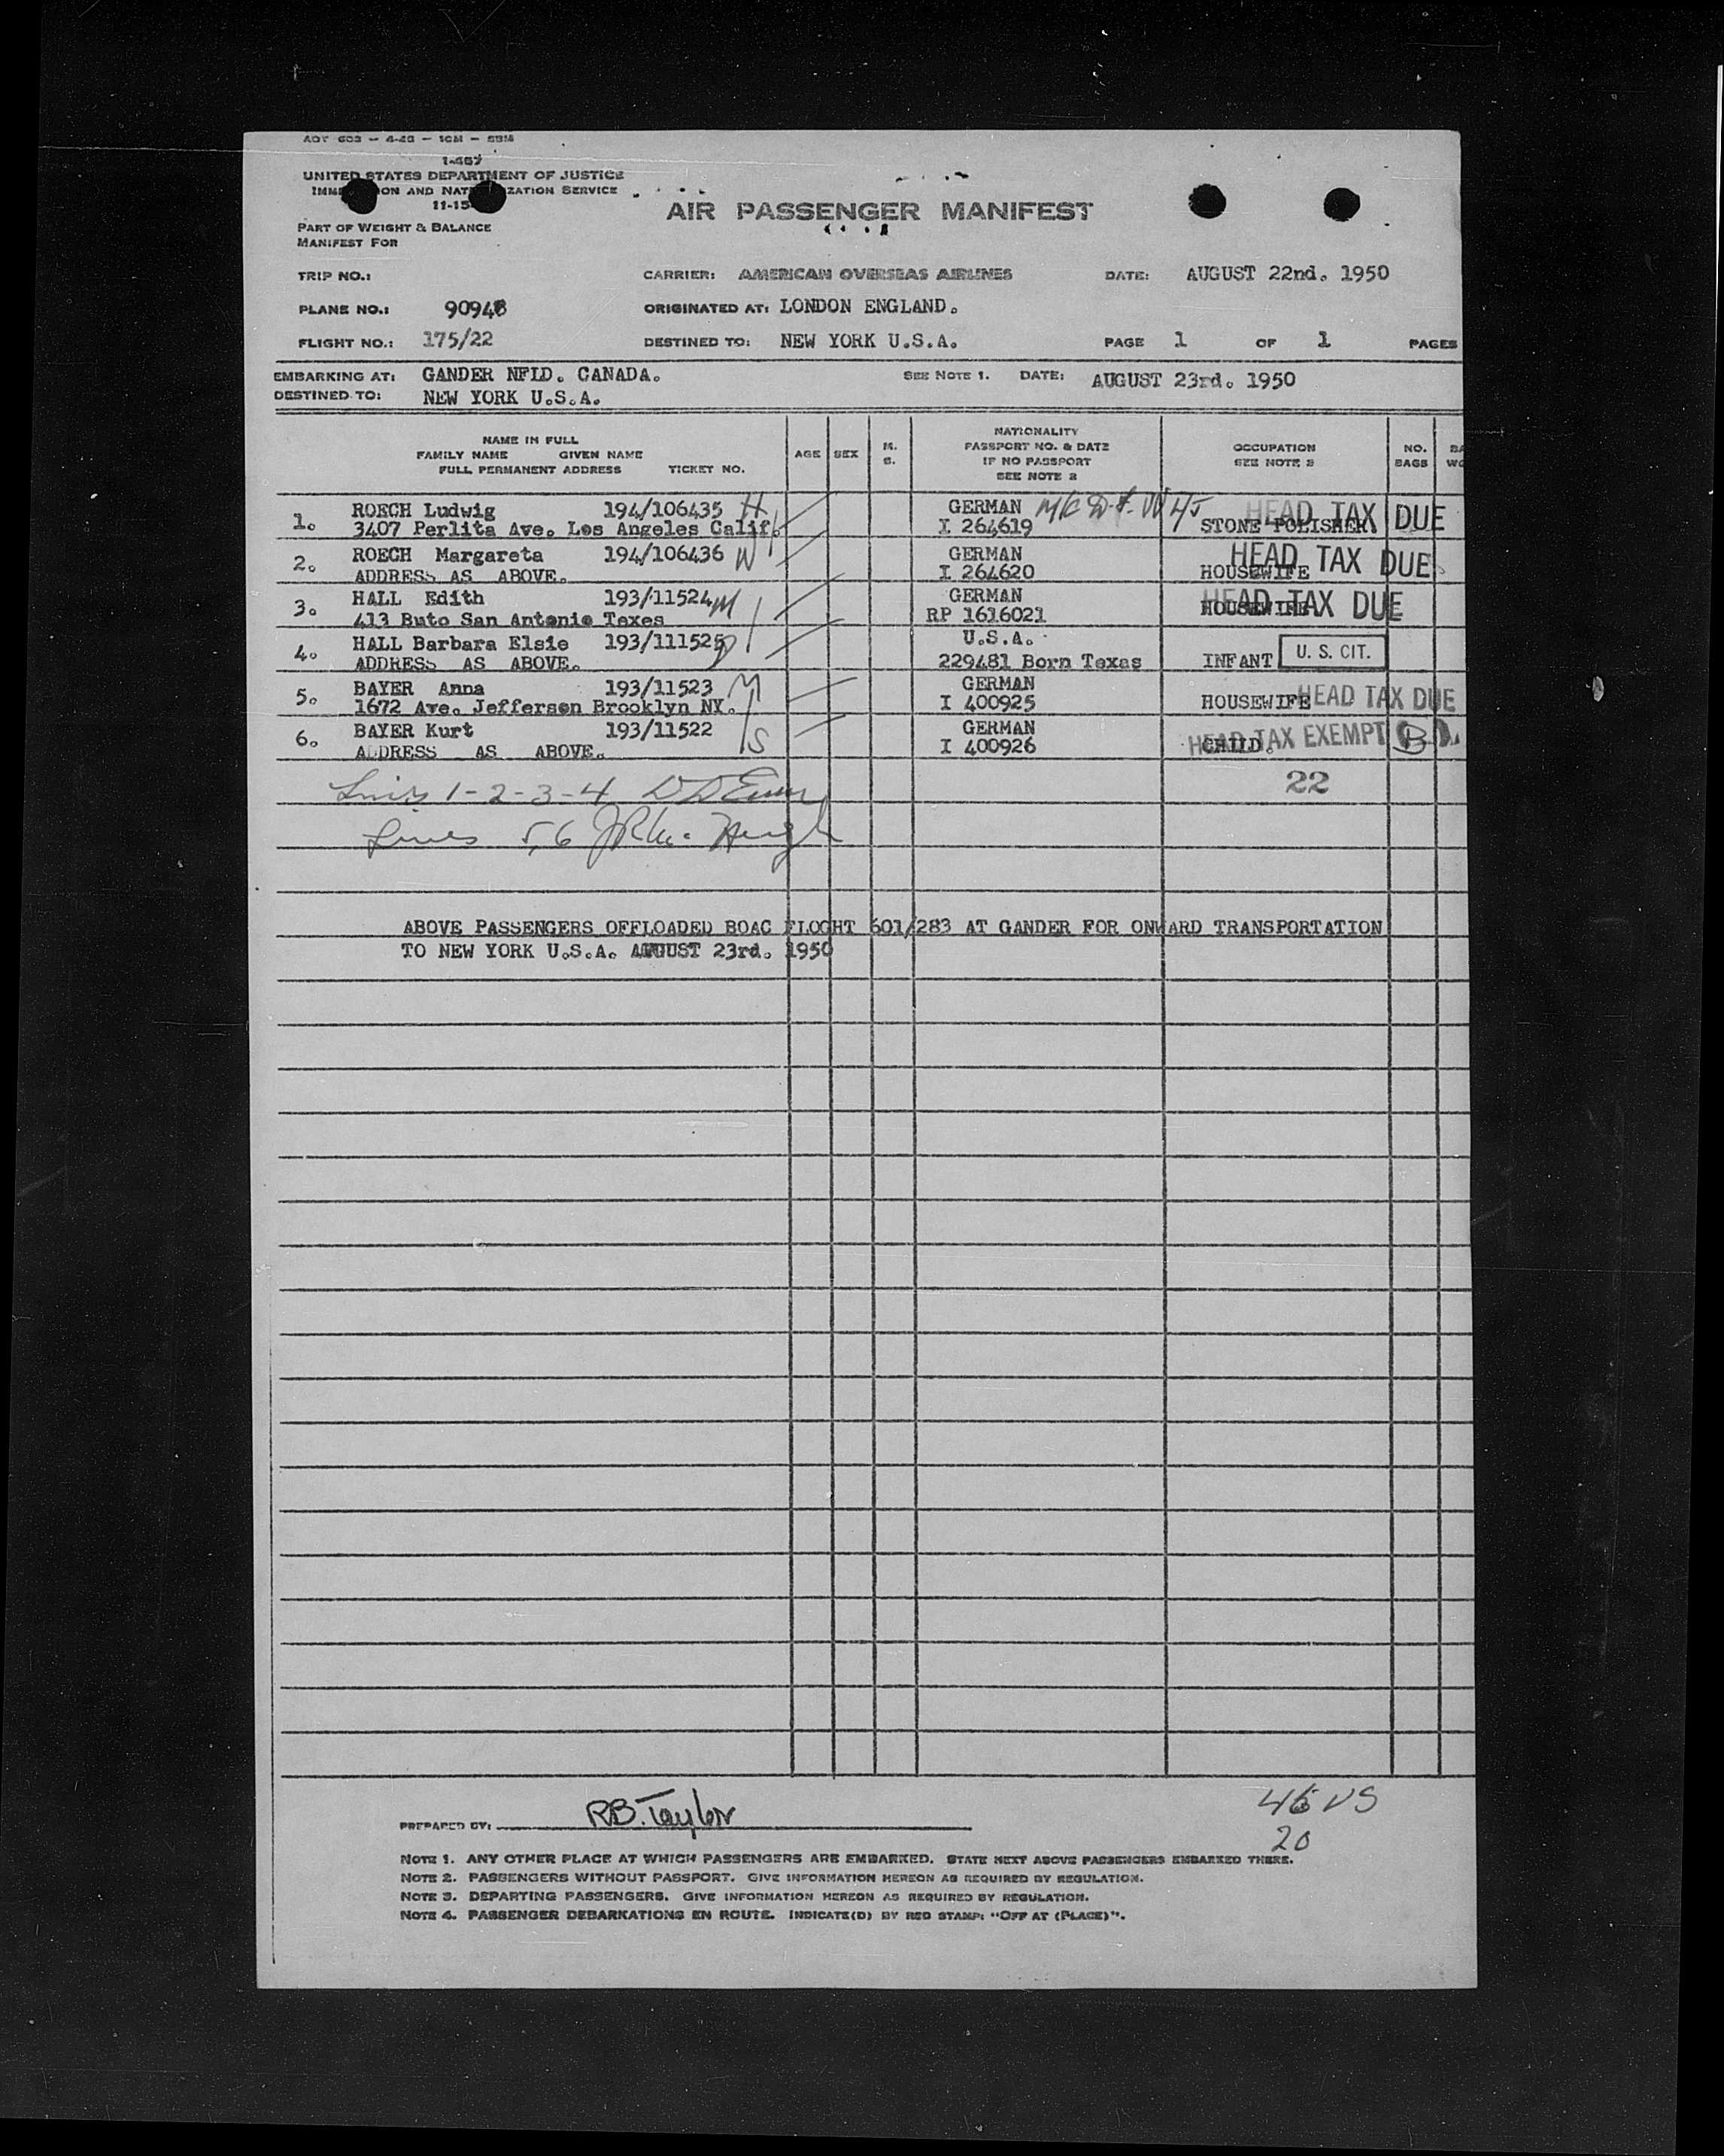 1-467
UNITED STATES DEPARTMENT OF JUSTICE
AND SERVICE
11-15
AIR PASSENGER MANIFEST
PART OF WEIGHT & BALANCE
MANIFEST FOR
TRIP NO.: CARRIER: AMERICAN OVERSEAS AIRLINES DATE: AUGUST 22nd. 1950
PLANE NO.: ORIGINATED AT: LONDON ENGLAND.
FLIGHT NO.: 175/22 DESTINED TO: NEW YORK U.S.A. PAGE 1 OF 1 PAGES
EMBARKING AT: GANDER NFLD. CANADA. SEE NOTE 1. DATE: AUGUST 23rd. 1950
DESTINED TO: NEW YORK U.S.A.
NAME IN FULL
FAMILY NAME GIVEN NAME
FULL PERMANENT ADDRESS TICKET NO.
AGE SEX M. S.
NATIONALITY
PASSPORT NO. & DATE
IF NO PASSPORT
SEE NOTE 2
OCCUPATION
SEE NOTE 3
NO.
BAGS
1. ROECH Ludwig 194/106435 H GERMAN HEAD TAX DUE
3407 Perlita Ave. Los Angeles Calif. I 264619 STONE POLISHER
2. ROECH Margareta 194/106436 W GERMAN HEAD TAX DUE
ADDRESS AS ABOVE. I 264620 HOUSEWIFE
3. HALL Edith 193/11524 M GERMAN HEAD TAX DUE
413 Buto San Antonio Texes RP 1616021 HOUSEWIFE
4. HALL Barbara Elsie 193/111525 D U.S.A. U. S. CIT.
ADDRESS AS ABOVE. 229481 Born Texas INFANT
5. BAYER Anna 193/11523 M GERMAN HEAD TAX DUE
1672 Ave. Jefferson Brooklyn NY. I 400925 HOUSEWIFE
6. BAYER Kurt 193/11522 S GERMAN HEAD TAX EXEMPT
ADDRESS AS ABOVE. I 400926 CHILD. B
22
Lines 1-2-3-4
Lines 5,6
ABOVE PASSENGERS OFFLOADED BOAC FLOGHT 601/283 AT GANDER FOR ONWARD TRANSPORTATION
TO NEW YORK U.S.A. AUGUST 23rd. 1950
PREPARED BY: R.B. Taylor
20
NOTE 1. ANY OTHER PLACE AT WHICH PASSENGERS ARE EMBARKED. STATE NEXT ABOVE PASSENGERS EMBARKED THERE.
NOTE 2. PASSENGERS WITHOUT PASSPORT. GIVE INFORMATION HEREON AS REQUIRED BY REGULATION.
NOTE 3. DEPARTING PASSENGERS. GIVE INFORMATION HEREON AS REQUIRED BY REGULATION.
NOTE 4. PASSENGER DEBARKATIONS EN ROUTE. INDICATE(D) BY RED STAMP: "OFF AT (PLACE)".